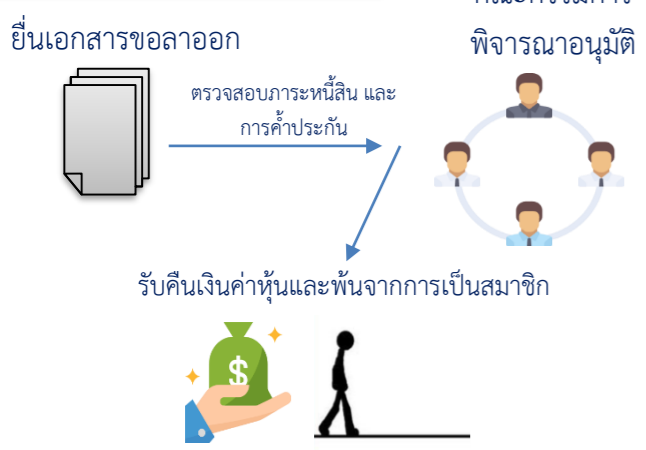 ยื่นเอกสารขอลาออก
ตรวจสอบภาระหนี้สิน และ
การค้ำประกัน
พิจารณาอนุมัติ
รับคืนเงินค่าหุ้นและพ้นจากการเป็นสมาชิก
$